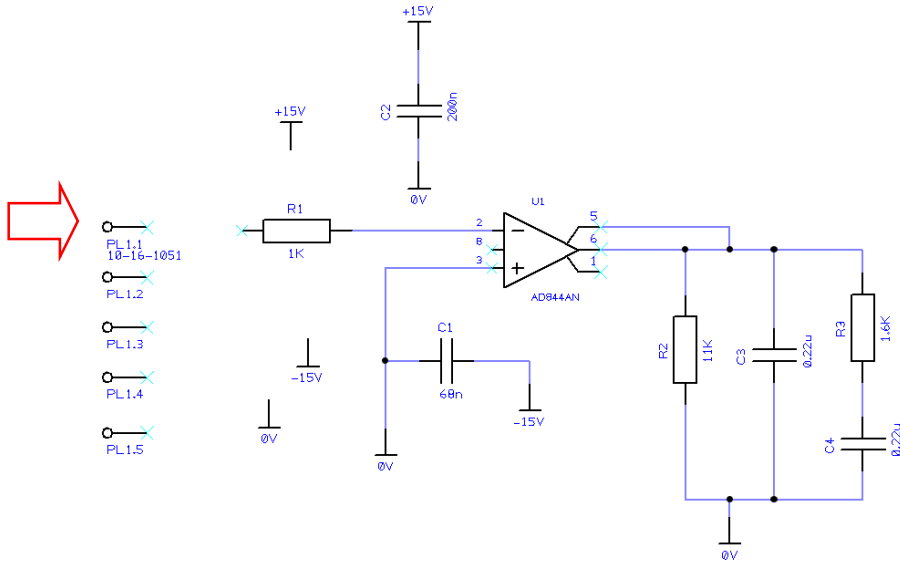 +15V
C2
200n
0V
+15V
R1
1K
PL1.1
10-16-1051
PL1.2
PL1.3
PL1.4
PL1.5
-15V
0V
U1
2
8
3
5
6
1
AD844AN
C1
68n
-15V
0V
R2
11K
C3
0.22u
R3
1.6K
C4
0.22u
0V